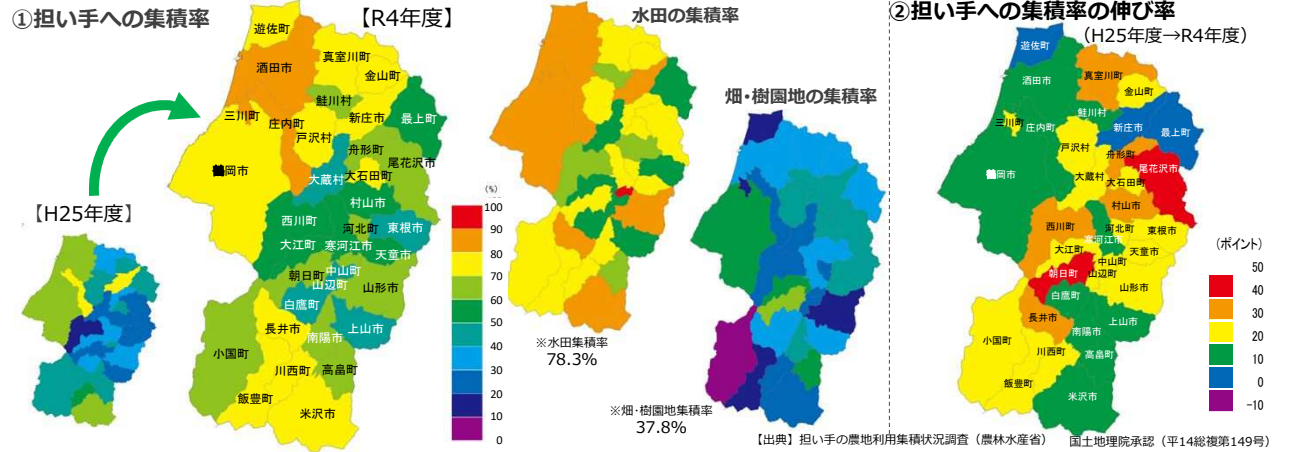 ①担い手への集積率
【R4年度】
遊佐町
酒田市
真室川町
金山町
鮭川村
最上町
三川町
庄内町
新庄市
戸沢村
舟形町
尾花沢市
鶴岡市
大蔵村
大石田町
村山市
西川町
河北町
東根市
大江町
寒河江市
天童市
朝日町
中山町
山辺町
山形市
白鷹町
長井市
南陽市
上山市
小国町
川西町
高畠町
飯豊町
米沢市
【H25年度】
(%)
100
90
80
70
60
50
40
30
20
10
0
水田の集積率
※水田集積率
78.3%
畑・樹園地の集積率
※畑・樹園地集積率
37.8%
②担い手への集積率の伸び率
(H25年度→R4年度)
遊佐町
酒田市
真室川町
金山町
鮭川村
三川町
庄内町
新庄市
最上町
戸沢村
舟形町
尾花沢市
鶴岡市
大蔵村
大石田町
村山市
西川町
河北町
東根市
寒河江市
大江町
天童市
中山町
朝日町
山辺町
山形市
白鷹町
長井市
上山市
南陽市
小国町
川西町
高畠町
飯豊町
米沢市
(ポイント)
50
40
30
20
10
0
-10
【出典】担い手の農地利用集積状況調査（農林水産省）
国土地理院承認（平14総複第149号）